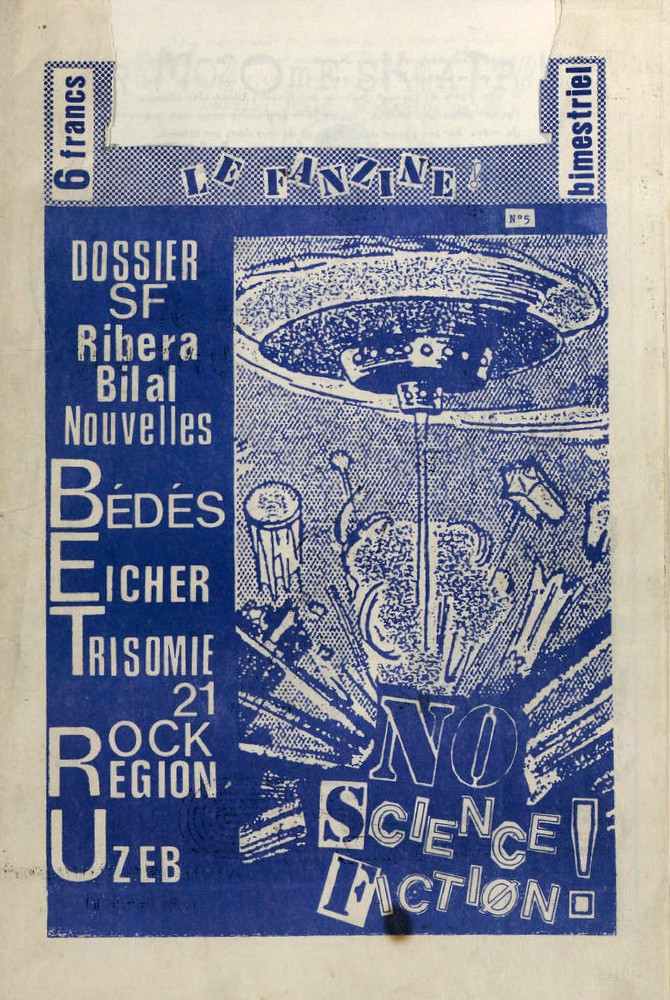 6 francs
bimestriel
LE FANZINE!
N°5
DOSSIER
SF
Ribera
Bilal
Nouvelles
BÉDÉS
EICHER
TRISOMIE
21
ROCK
REGION
UZEB
NO
SCIENCE
FICTIØN!